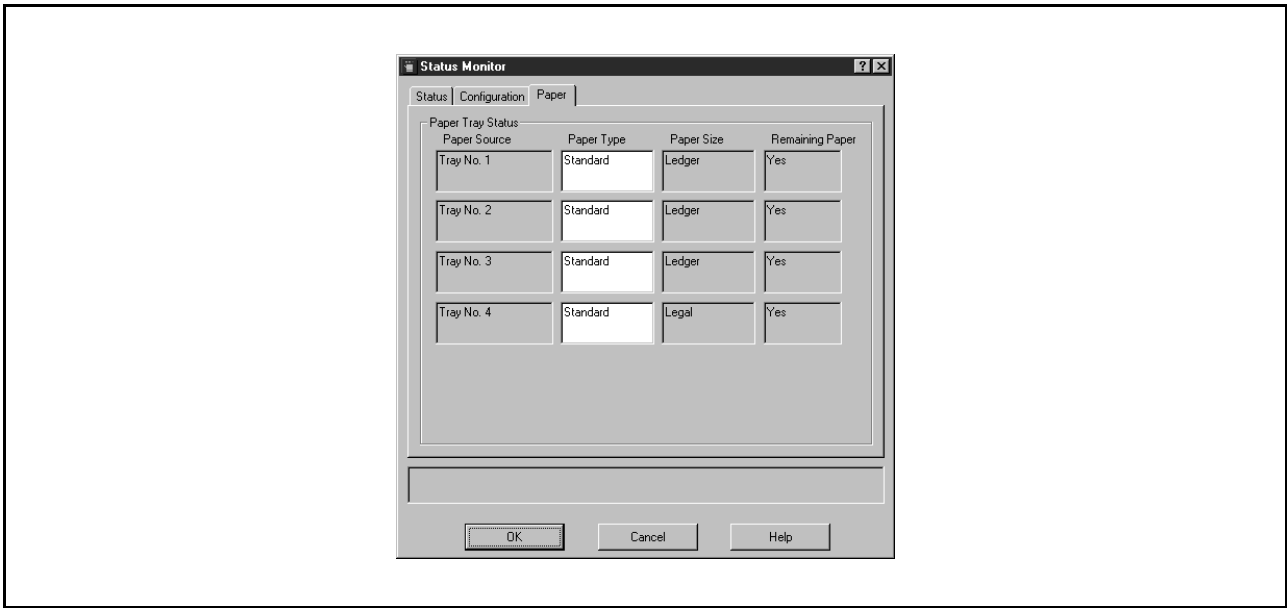 Status Monitor
Status Configuration Paper
Paper Tray Status
Paper Source Paper Type Paper Size Remaining Paper
Tray No. 1 Standard Ledger Yes
Tray No. 2 Standard Ledger Yes
Tray No. 3 Standard Ledger Yes
Tray No. 4 Standard Legal Yes
OK Cancel Help